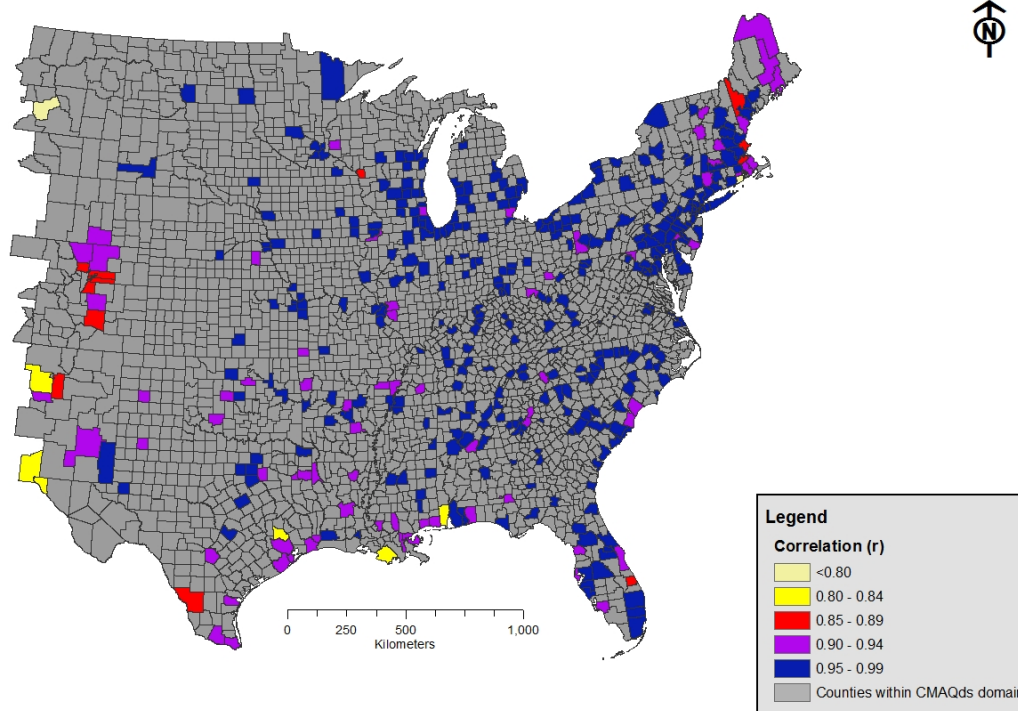 N
0 250 500 1,000
Kilometers
Legend
Correlation (r)
<0.80
0.80 - 0.84
0.85 - 0.89
0.90 - 0.94
0.95 - 0.99
Counties within CMAQds domain